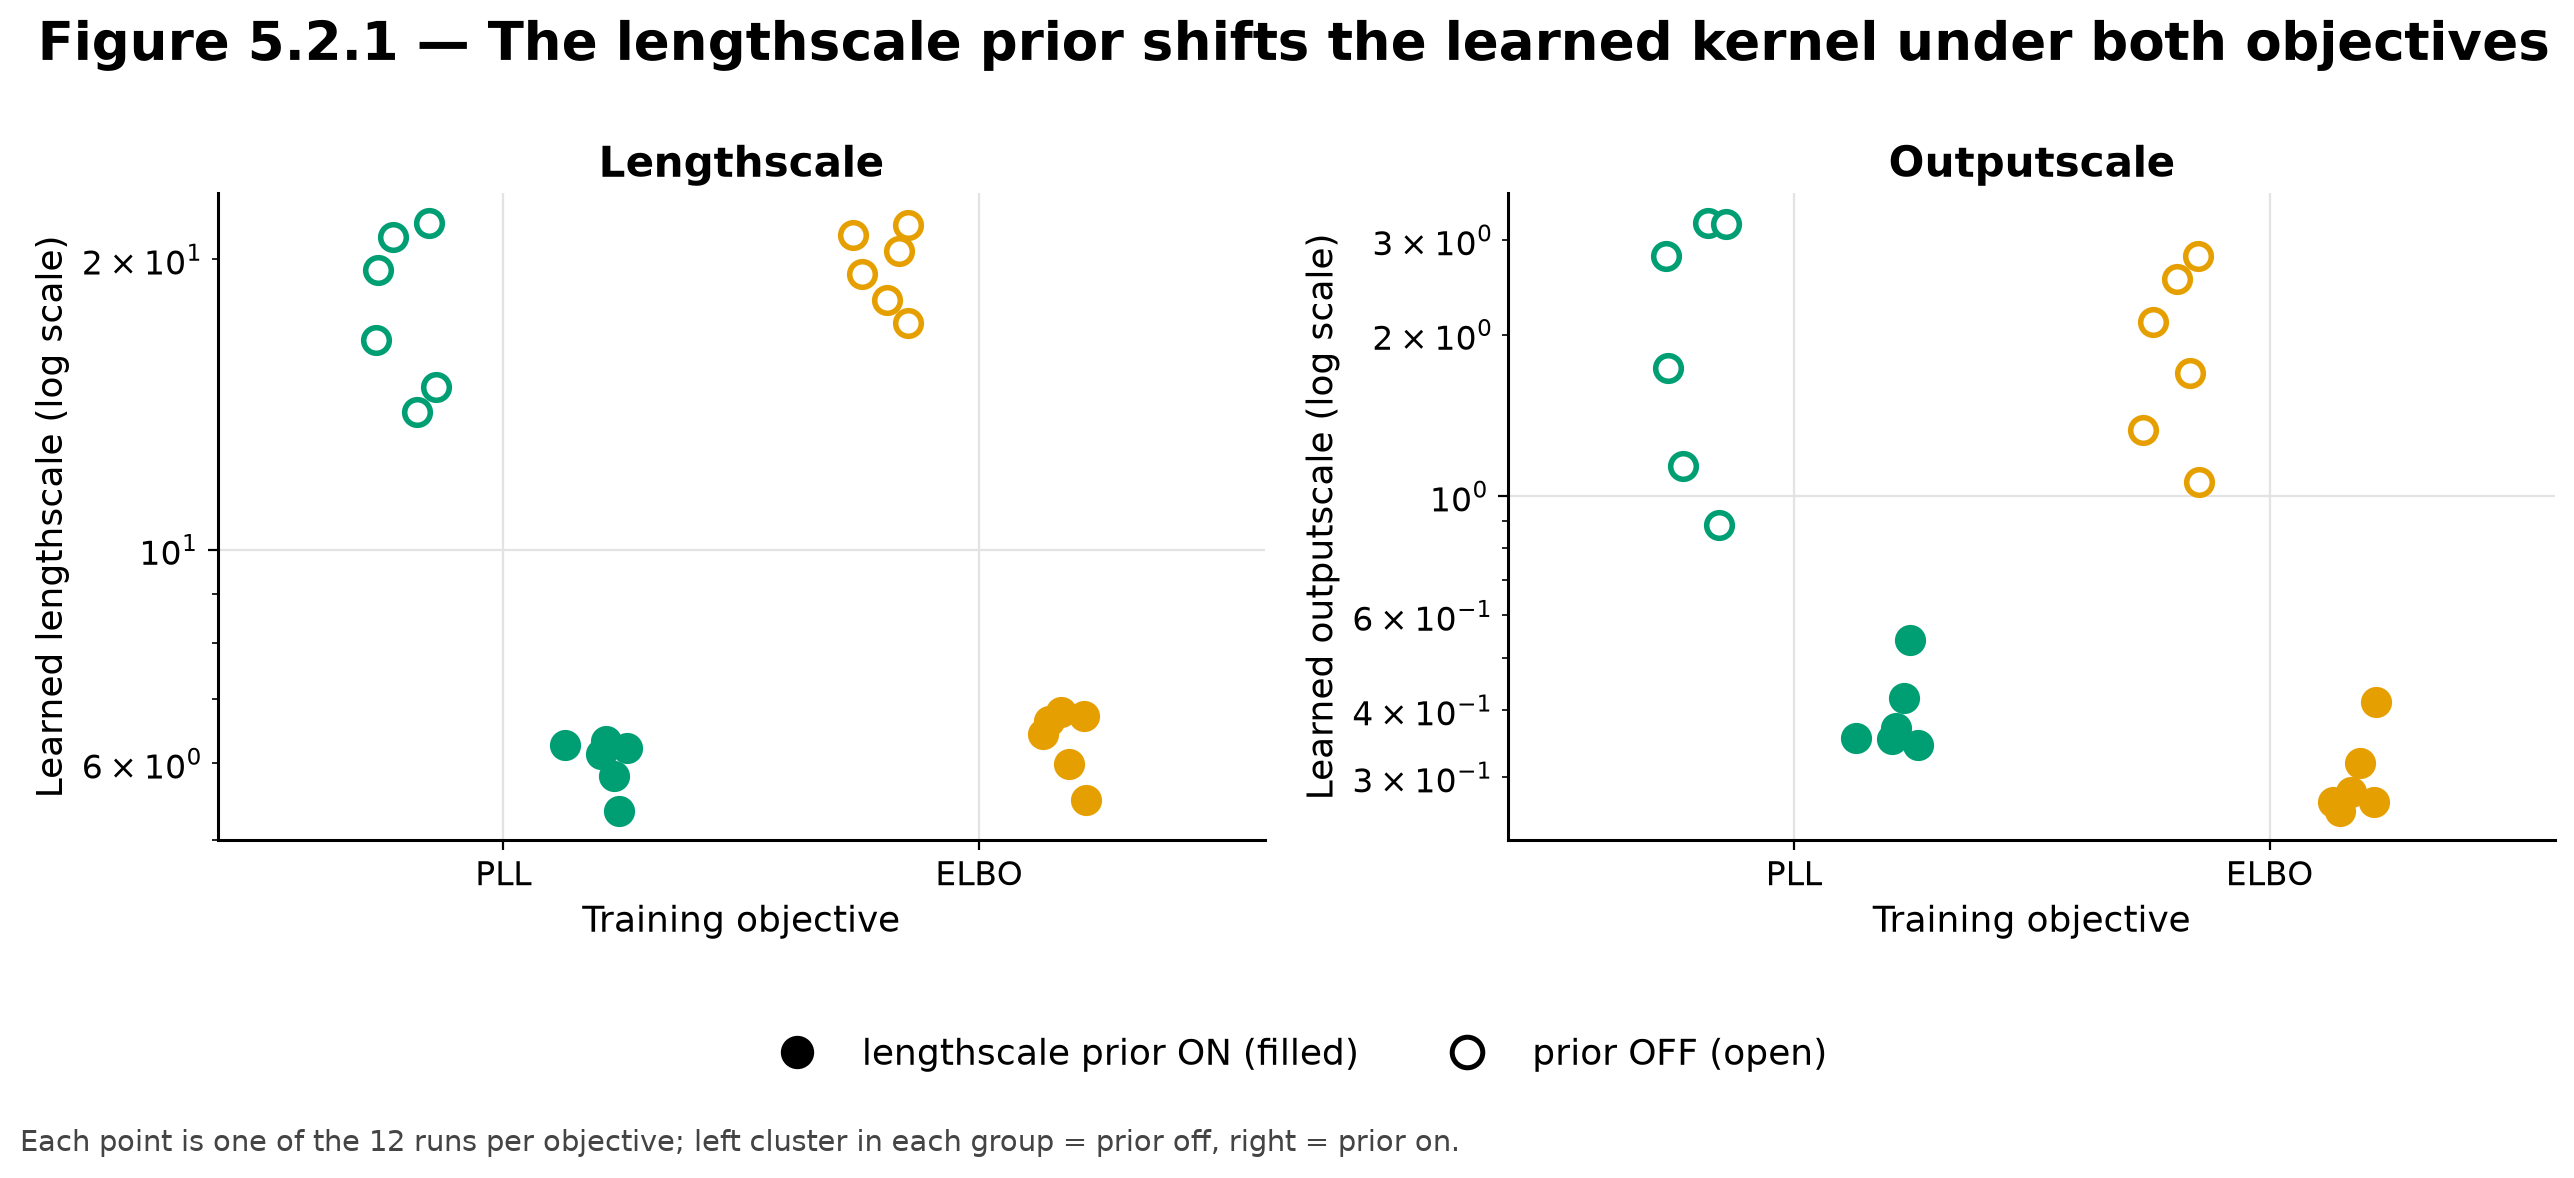 Figure 5.2.1 — The lengthscale prior shifts the learned kernel under both objectives
Lengthscale
Learned lengthscale (log scale)
2 × 10¹
10¹
6 × 10⁰
PLL
ELBO
Training objective
Outputscale
Learned outputscale (log scale)
3 × 10⁰
2 × 10⁰
10⁰
6 × 10⁻¹
4 × 10⁻¹
3 × 10⁻¹
PLL
ELBO
Training objective
lengthscale prior ON (filled)
prior OFF (open)
Each point is one of the 12 runs per objective; left cluster in each group = prior off, right = prior on.